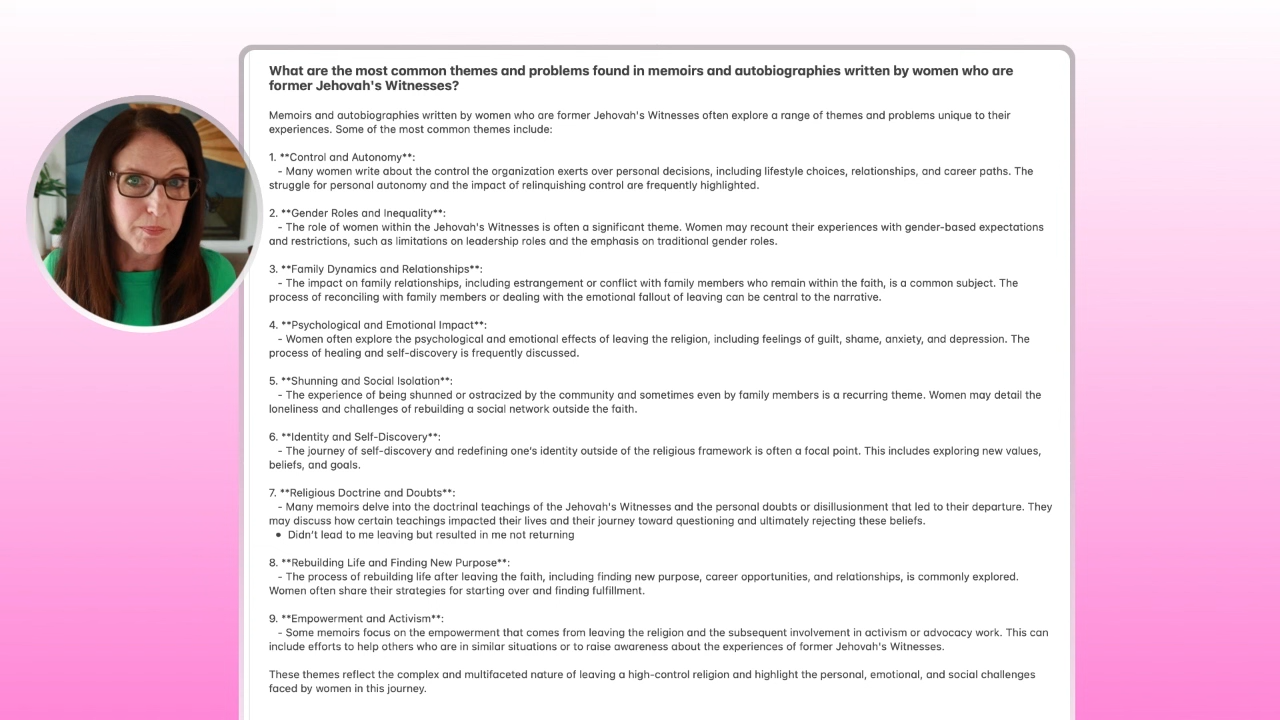 What are the most common themes and problems found in memoirs and autobiographies written by women who are
former Jehovah's Witnesses?
Memoirs and autobiographies written by women who are former Jehovah's Witnesses often explore a range of themes and problems unique to their
experiences. Some of the most common themes include:
1. **Control and Autonomy**:
- Many women write about the control the organization exerts over personal decisions, including lifestyle choices, relationships, and career paths. The
struggle for personal autonomy and the impact of relinquishing control are frequently highlighted.
2. **Gender Roles and Inequality**:
- The role of women within the Jehovah's Witnesses is often a significant theme. Women may recount their experiences with gender-based expectations
and restrictions, such as limitations on leadership roles and the emphasis on traditional gender roles.
3. **Family Dynamics and Relationships**:
- The impact on family relationships, including estrangement or conflict with family members who remain within the faith, is a common subject. The
process of reconciling with family members or dealing with the emotional fallout of leaving can be central to the narrative.
4. **Psychological and Emotional Impact**:
- Women often explore the psychological and emotional effects of leaving the religion, including feelings of guilt, shame, anxiety, and depression. The
process of healing and self-discovery is frequently discussed.
5. **Shunning and Social Isolation**:
- The experience of being shunned or ostracized by the community and sometimes even by family members is a recurring theme. Women may detail the
loneliness and challenges of rebuilding a social network outside the faith.
6. **Identity and Self-Discovery**:
- The journey of self-discovery and redefining one's identity outside of the religious framework is often a focal point. This includes exploring new values,
beliefs, and goals.
7. **Religious Doctrine and Doubts**:
- Many memoirs delve into the doctrinal teachings of the Jehovah's Witnesses and the personal doubts or disillusionment that led to their departure. They
may discuss how certain teachings impacted their lives and their journey toward questioning and ultimately rejecting these beliefs.
• Didn't lead to me leaving but resulted in me not returning
8. **Rebuilding Life and Finding New Purpose**:
- The process of rebuilding life after leaving the faith, including finding new purpose, career opportunities, and relationships, is commonly explored.
Women often share their strategies for starting over and finding fulfillment.
9. **Empowerment and Activism**:
- Some memoirs focus on the empowerment that comes from leaving the religion and the subsequent involvement in activism or advocacy work. This can
include efforts to help others who are in similar situations or to raise awareness about the experiences of former Jehovah's Witnesses.
These themes reflect the complex and multifaceted nature of leaving a high-control religion and highlight the personal, emotional, and social challenges
faced by women in this journey.